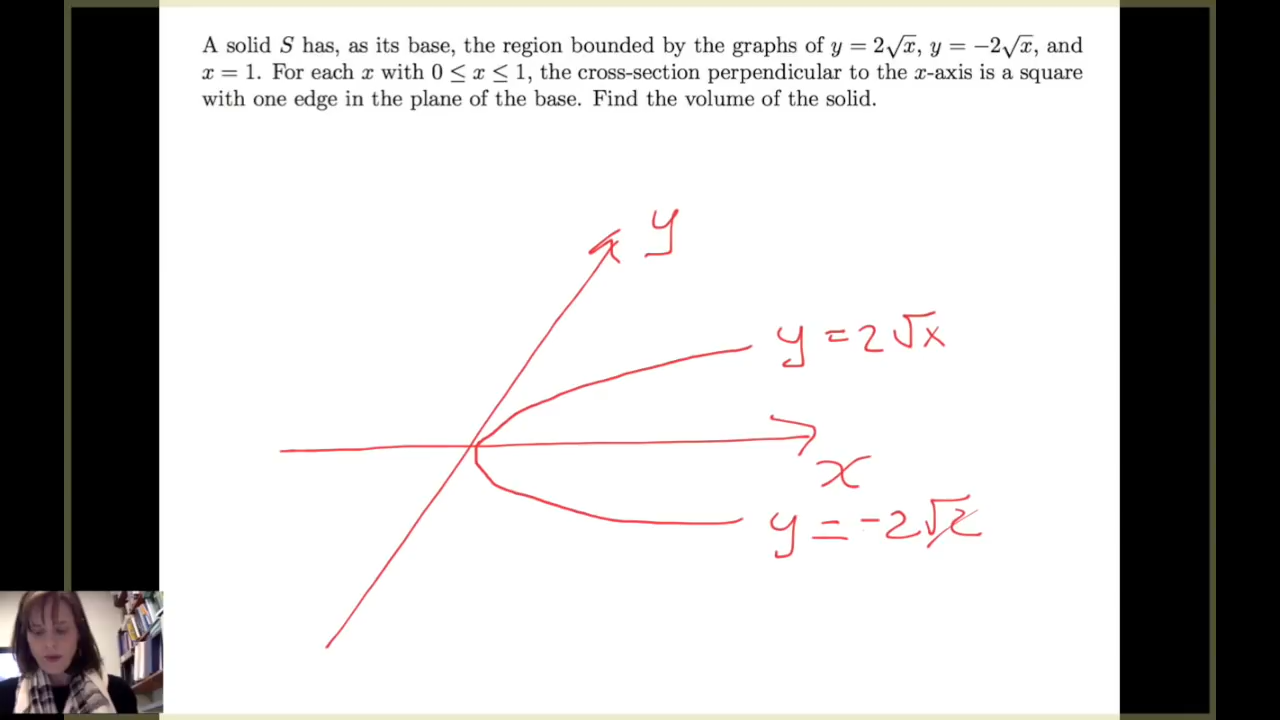 A solid S has, as its base, the region bounded by the graphs of y = 2√x, y = −2√x, and
x = 1. For each x with 0 ≤ x ≤ 1, the cross-section perpendicular to the x-axis is a square
with one edge in the plane of the base. Find the volume of the solid.
y
y = 2√x
x
y = -2√x